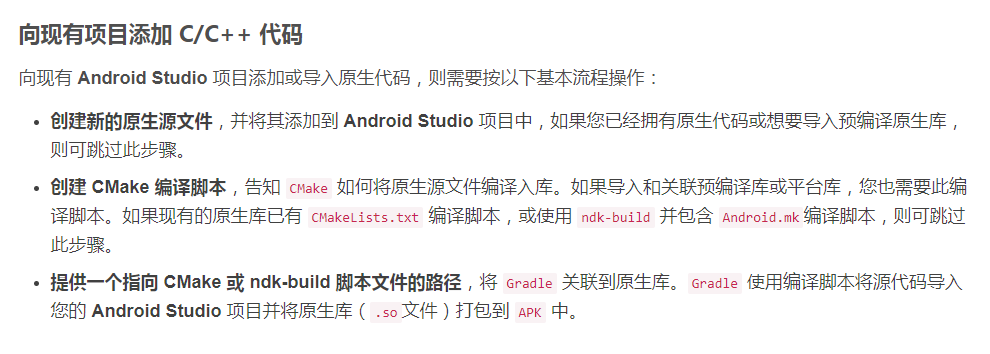 向现有项目添加 C/C++ 代码
向现有 Android Studio 项目添加或导入原生代码，则需要按以下基本流程操作：
• 创建新的原生源文件，并将其添加到 Android Studio 项目中，如果您已经拥有原生代码或想要导入预编译原生库，
则可跳过此步骤。
• 创建 CMake 编译脚本，告知 CMake 如何将原生源文件编译入库。如果导入和关联预编译库或平台库，您也需要此编
译脚本。如果现有的原生库已有 CMakeLists.txt 编译脚本，或使用 ndk-build 并包含 Android.mk编译脚本，则可跳过
此步骤。
• 提供一个指向 CMake 或 ndk-build 脚本文件的路径，将 Gradle 关联到原生库。Gradle 使用编译脚本将源代码导入
您的 Android Studio 项目并将原生库（.so文件）打包到 APK 中。